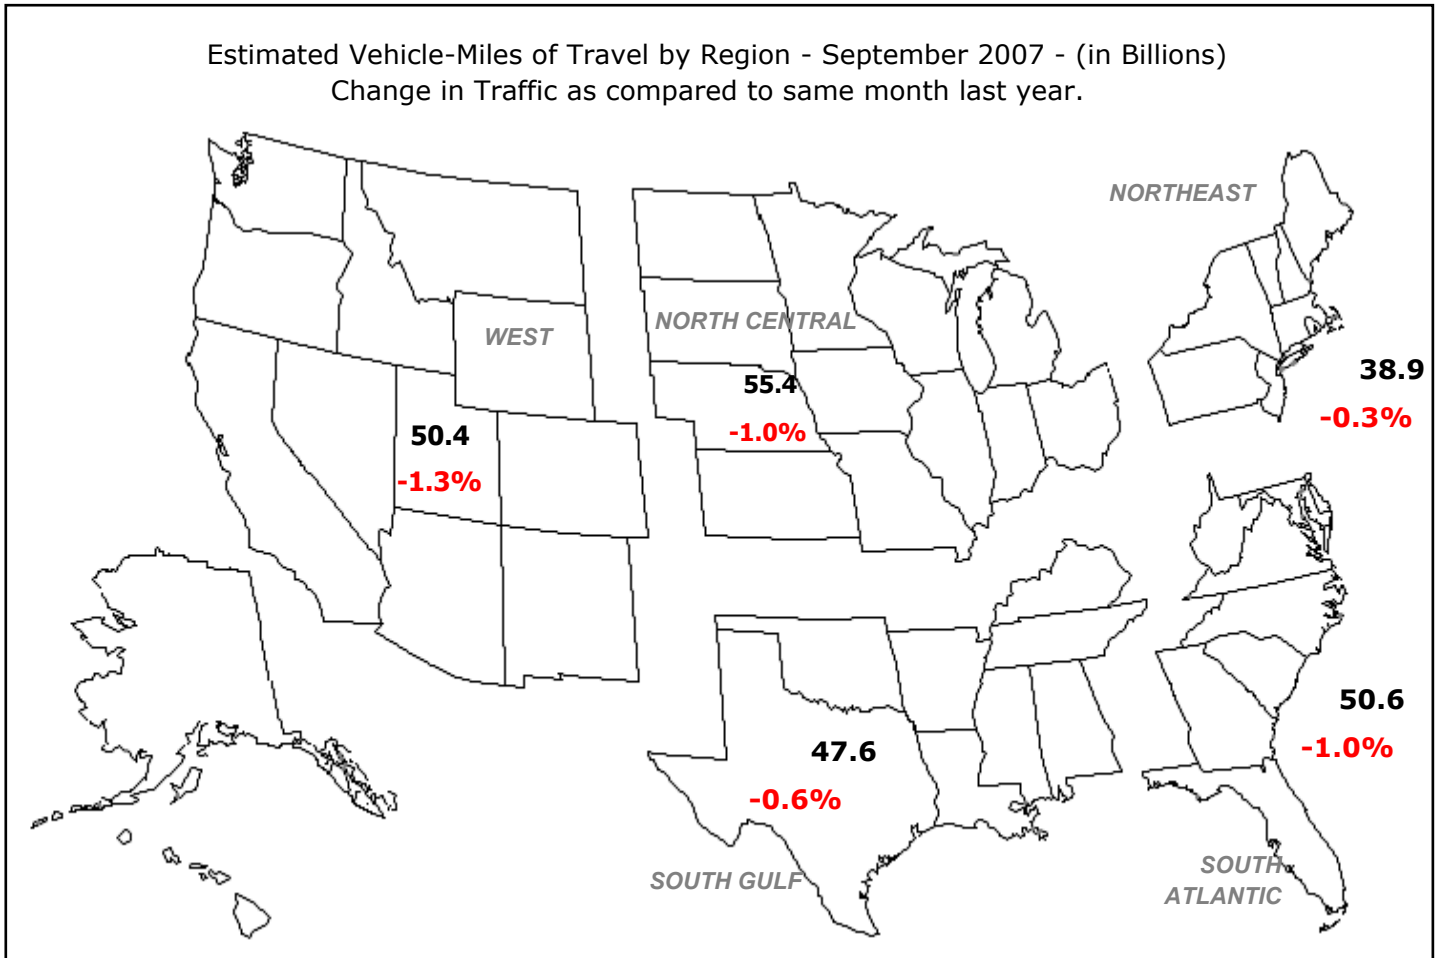 Estimated Vehicle-Miles of Travel by Region - September 2007 - (in Billions)
Change in Traffic as compared to same month last year.
NORTHEAST
WEST
NORTH CENTRAL
38.9
-0.3%
55.4
-1.0%
50.4
-1.3%
50.6
-1.0%
47.6
-0.6%
SOUTH GULF
SOUTH
ATLANTIC